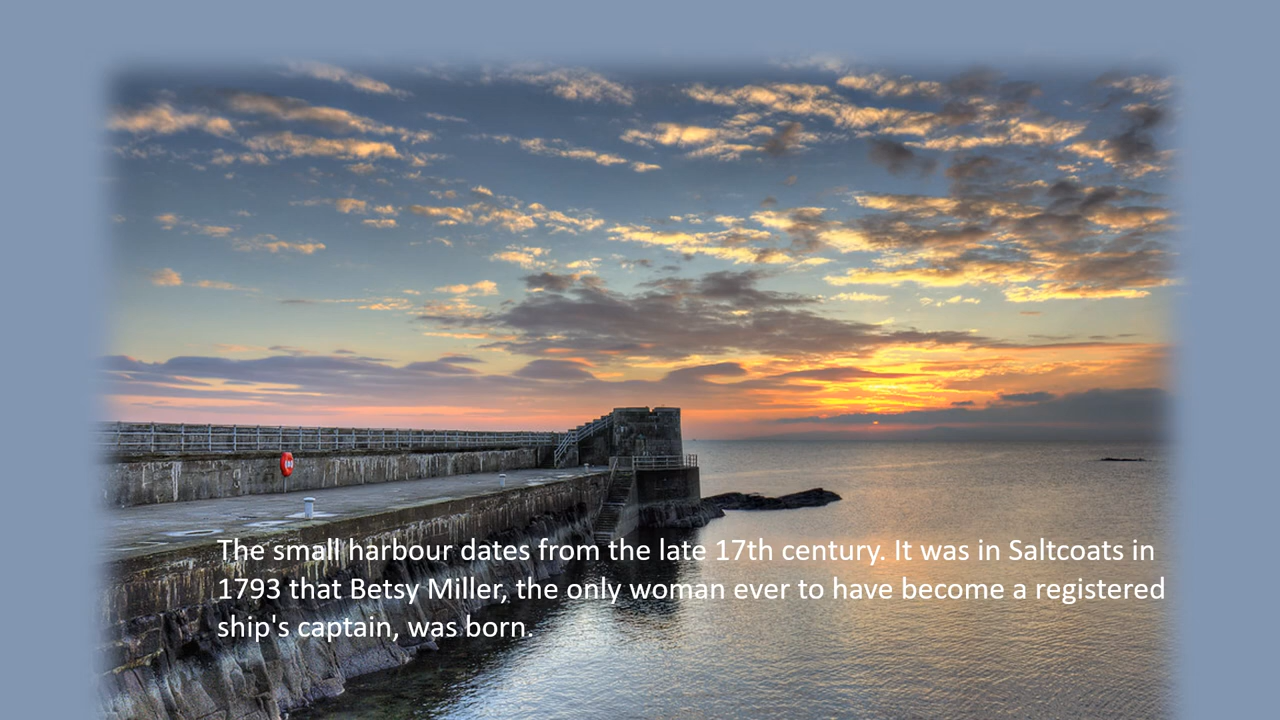 The small harbour dates from the late 17th century. It was in Saltcoats in
1793 that Betsy Miller, the only woman ever to have become a registered
ship's captain, was born.